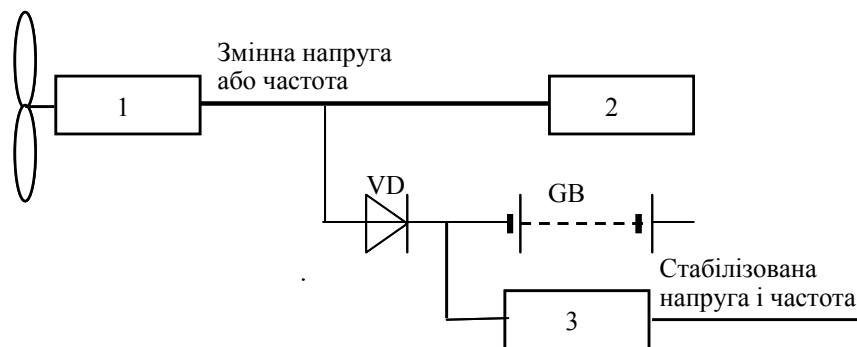 Змінна напруга
або частота
1
2
VD
GB
Стабілізована
напруга і частота
3